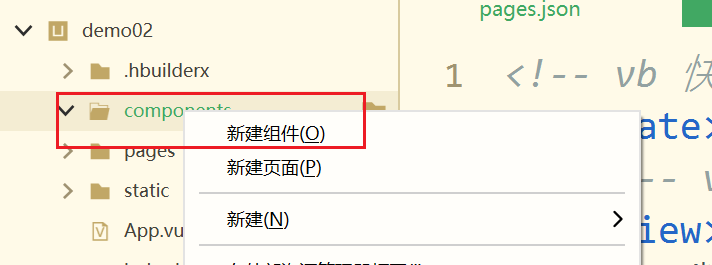 demo02
.hbuilderx
components
pages
static
App.vu
新建组件(O)
新建页面(P)
新建(N)
pages.json
1 <!-- vb 快
ate>
-- v
iew>